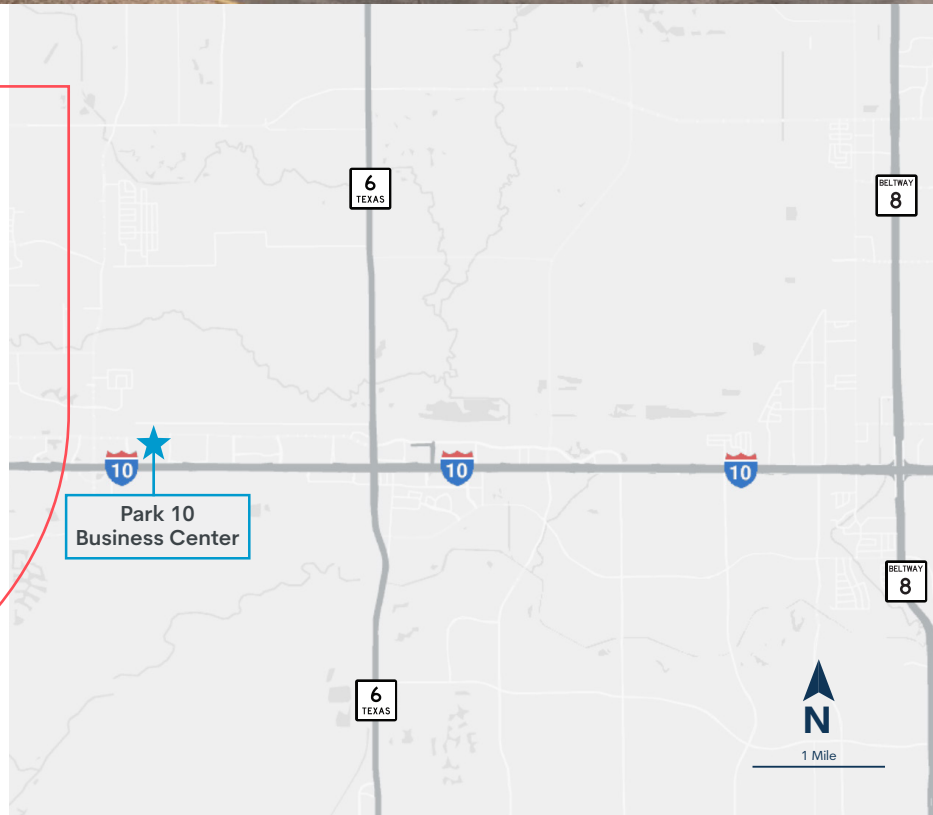 6
TEXAS
BELTWAY
8
10
10
10
Park 10
Business Center
BELTWAY
8
6
TEXAS
N
1 Mile